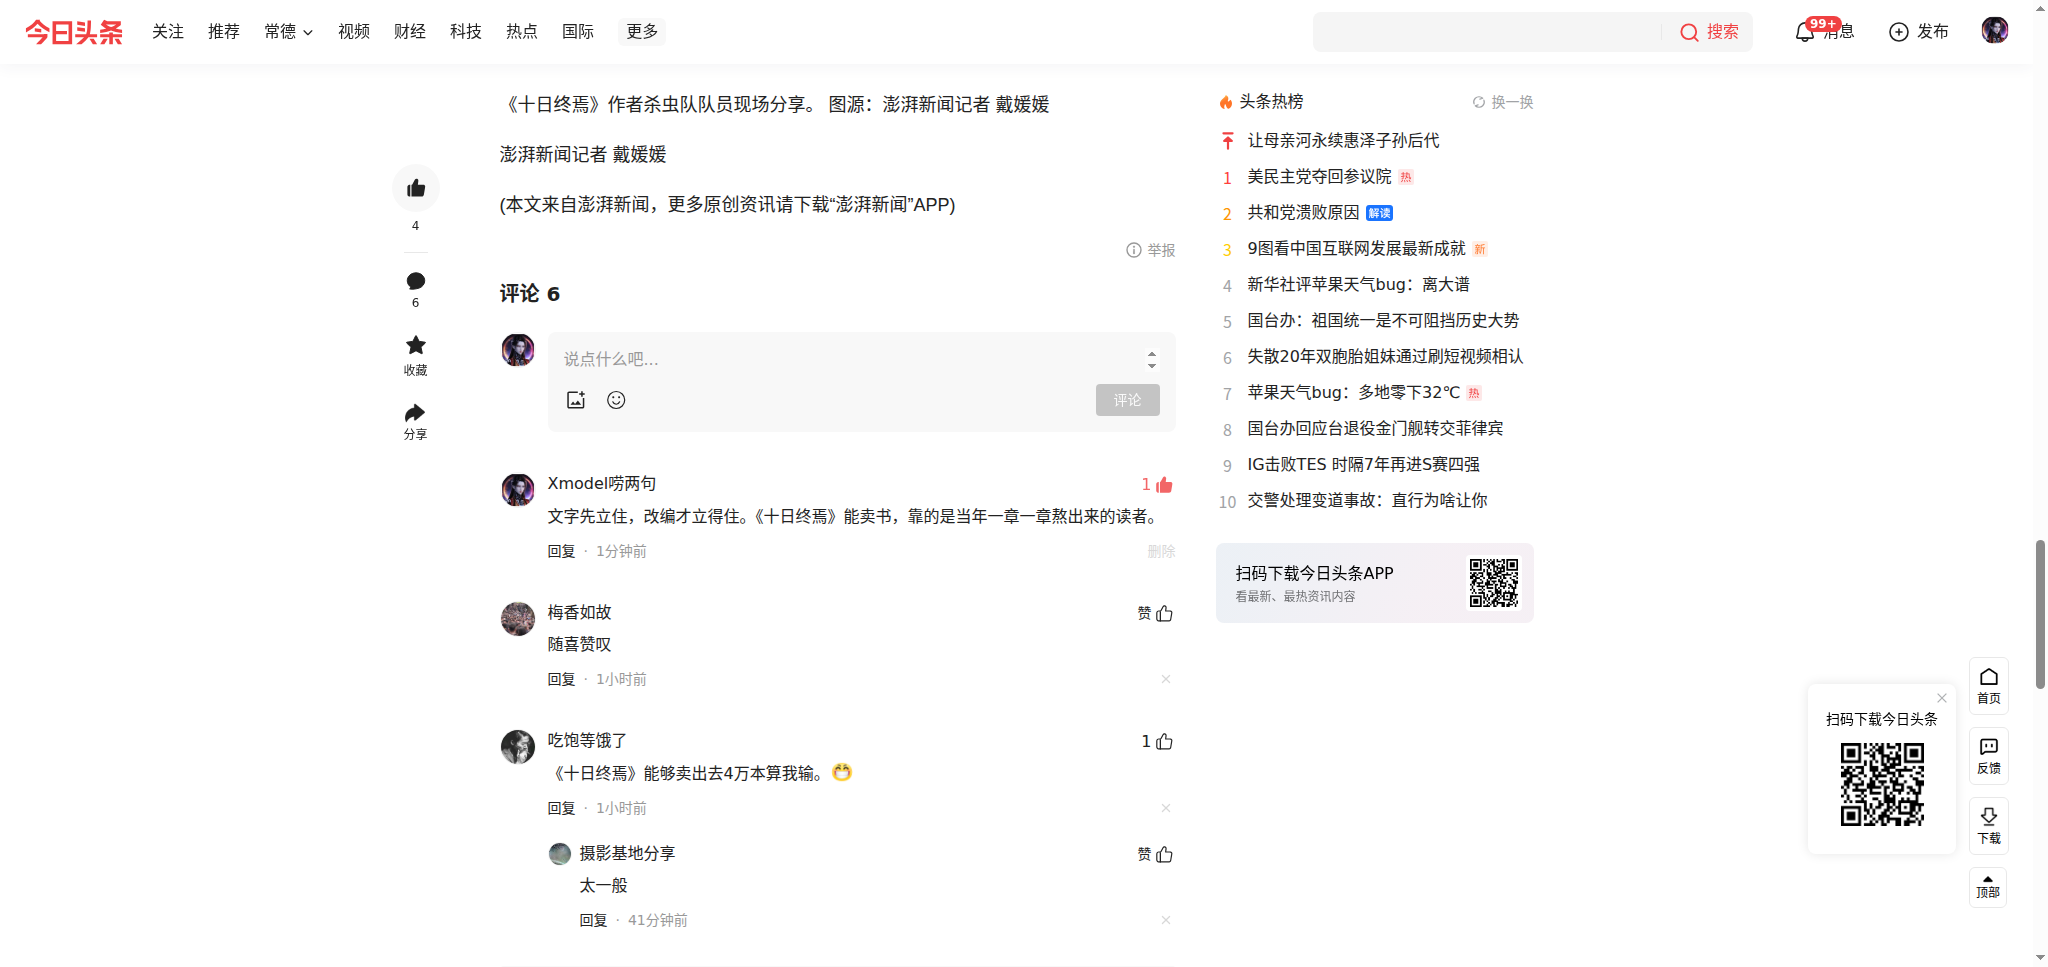 今日头条 关注 推荐 常德 视频 财经 科技 热点 国际 更多 搜索 99+ 消息 发布
《十日终焉》作者杀虫队队员现场分享。 图源：澎湃新闻记者 戴媛媛
澎湃新闻记者 戴媛媛
(本文来自澎湃新闻，更多原创资讯请下载“澎湃新闻”APP)
举报
4
6
收藏
分享
评论 6
说点什么吧...
评论
Xmodel唠两句 1
文字先立住，改编才立得住。《十日终焉》能卖书，靠的是当年一章一章熬出来的读者。
回复 · 1分钟前 删除
梅香如故 赞
随喜赞叹
回复 · 1小时前
吃饱等饿了 1
《十日终焉》能够卖出去4万本算我输。😁
回复 · 1小时前
摄影基地分享 赞
太一般
回复 · 41分钟前
头条热榜 换一换
让母亲河永续惠泽子孙后代
1 美民主党夺回参议院 热
2 共和党溃败原因 解读
3 9图看中国互联网发展最新成就 新
4 新华社评苹果天气bug：离大谱
5 国台办：祖国统一是不可阻挡历史大势
6 失散20年双胞胎姐妹通过刷短视频相认
7 苹果天气bug：多地零下32℃ 热
8 国台办回应台退役金门舰转交菲律宾
9 IG击败TES 时隔7年再进S赛四强
10 交警处理变道事故：直行为啥让你
扫码下载今日头条APP
看最新、最热资讯内容
扫码下载今日头条
首页
反馈
下载
顶部